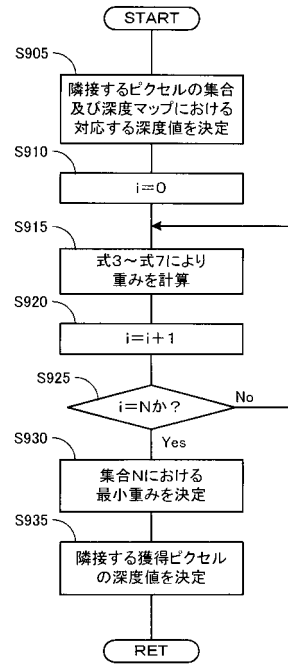 START
S905
隣接するピクセルの集合
及び深度マップにおける
対応する深度値を決定
S910
i=0
S915
式3～式7により
重みを計算
S920
i=i+1
S925
i=Nか？
No
Yes
S930
集合Nにおける
最小重みを決定
S935
隣接する獲得ピクセル
の深度値を決定
RET